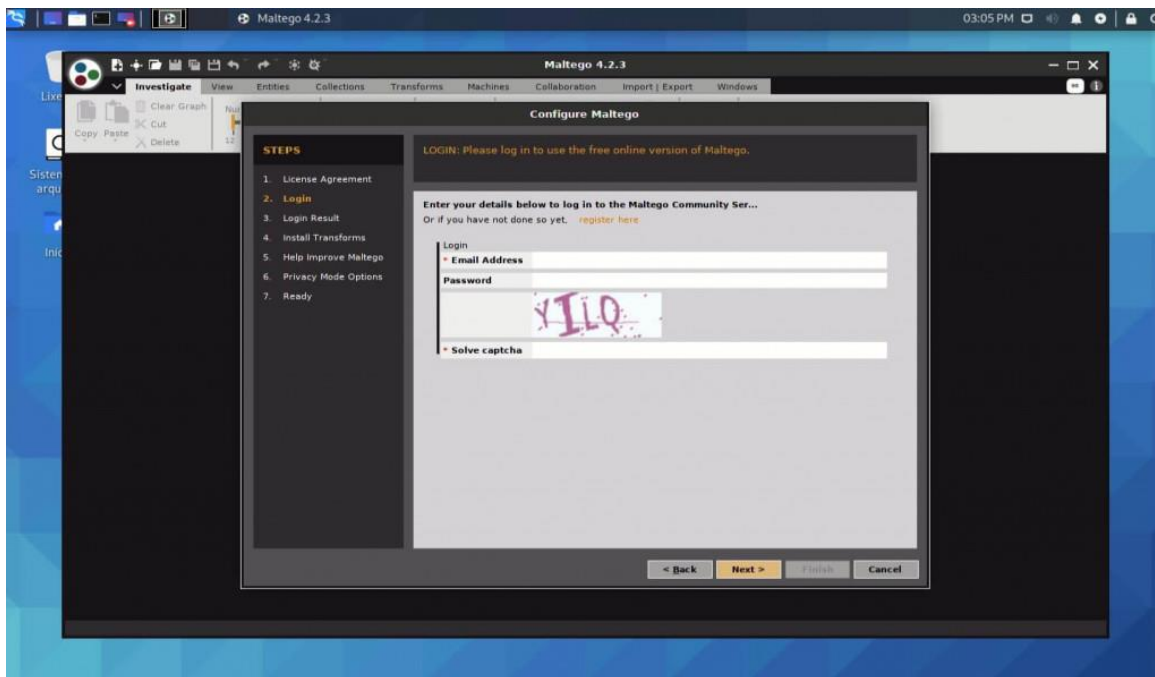 Maltego 4.2.3
03:05 PM
Maltego 4.2.3
Investigate View Entities Collections Transforms Machines Collaboration Import | Export Windows
Copy Paste Clear Graph
Cut
Delete
Configure Maltego
STEPS
1. License Agreement
2. Login
3. Login Result
4. Install Transforms
5. Help Improve Maltego
6. Privacy Mode Options
7. Ready
LOGIN: Please log in to use the free online version of Maltego.
Enter your details below to log in to the Maltego Community Ser...
Or if you have not done so yet, register here
Login
* Email Address
Password
YILQ
* Solve captcha
< Back Next > Finish Cancel